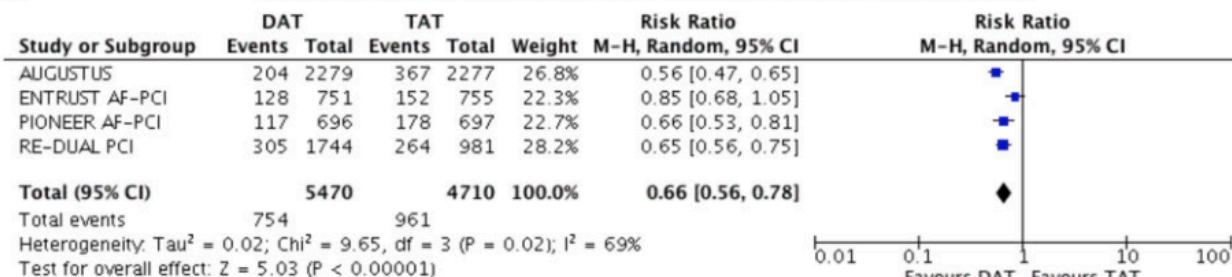 DAT TAT Risk Ratio Risk Ratio
Study or Subgroup Events Total Events Total Weight M-H, Random, 95% CI M-H, Random, 95% CI
AUGUSTUS 204 2279 367 2277 26.8% 0.56 [0.47, 0.65]
ENTRUST AF-PCI 128 751 152 755 22.3% 0.85 [0.68, 1.05]
PIONEER AF-PCI 117 696 178 697 22.7% 0.66 [0.53, 0.81]
RE-DUAL PCI 305 1744 264 981 28.2% 0.65 [0.56, 0.75]
Total (95% CI) 5470 4710 100.0% 0.66 [0.56, 0.78]
Total events 754 961
Heterogeneity: Tau² = 0.02; Chi² = 9.65, df = 3 (P = 0.02); I² = 69%
Test for overall effect: Z = 5.03 (P < 0.00001)
0.01 0.1 1 10 100
Favours DAT Favours TAT